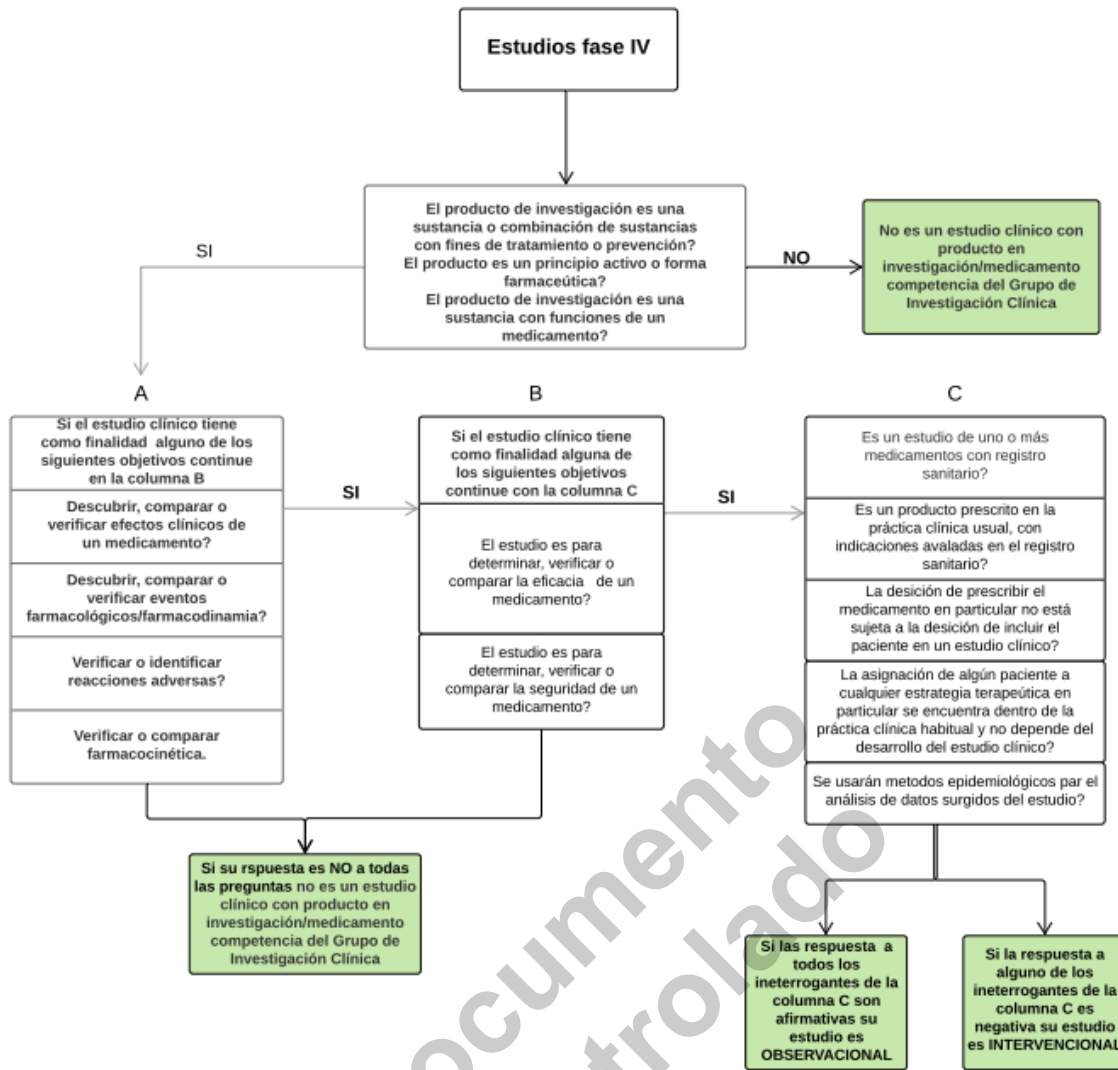 Estudios fase IV
El producto de investigación es una
sustancia o combinación de sustancias
con fines de tratamiento o prevención?
El producto es un principio activo o forma
farmaceútica?
El producto de investigación es una
sustancia con funciones de un
medicamento?
SI
NO
No es un estudio clínico con
producto en
investigación/medicamento
competencia del Grupo de
Investigación Clínica
A
Si el estudio clínico tiene
como finalidad alguno de los
siguientes objetivos continue
en la columna B
Descubrir, comparar o
verificar efectos clínicos de
un medicamento?
Descubrir, comparar o
verificar eventos
farmacológicos/farmacodinamia?
Verificar o identificar
reacciones adversas?
Verificar o comparar
farmacocinética.
SI
B
Si el estudio clínico tiene
como finalidad alguna de
los siguientes objetivos
continue con la columna C
El estudio es para
determinar, verificar o
comparar la eficacia de un
medicamento?
El estudio es para
determinar, verificar o
comparar la seguridad de un
medicamento?
SI
C
Es un estudio de uno o más
medicamentos con registro
sanitario?
Es un producto prescrito en la
práctica clínica usual, con
indicaciones avaladas en el registro
sanitario?
La desición de prescribir el
medicamento en particular no está
sujeta a la desición de incluir el
paciente en un estudio clínico?
La asignación de algún paciente a
cualquier estrategia terapeútica en
particular se encuentra dentro de la
práctica clínica habitual y no depende del
desarrollo del estudio clínico?
Se usarán metodos epidemiológicos par el
análisis de datos surgidos del estudio?
Si su rspuesta es NO a todas
las preguntas no es un estudio
clínico con producto en
investigación/medicamento
competencia del Grupo de
Investigación Clínica
Si las respuesta a
todos los
ineterrogantes de la
columna C son
afirmativas su
estudio es
OBSERVACIONAL
Si la respuesta a
alguno de los
ineterrogantes de la
columna C es
negativa su estudio
es INTERVENCIONAL
ocumento
trolado